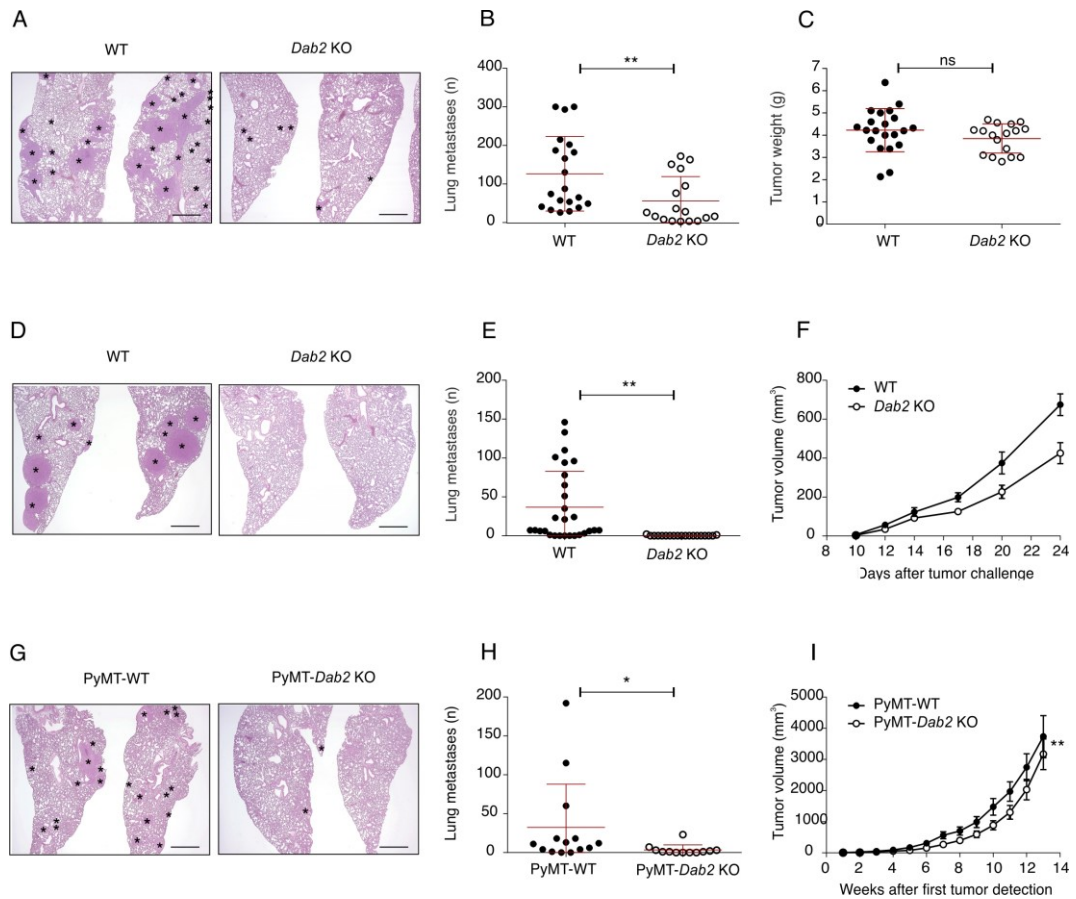 A
WT
Dab2 KO
B
Lung metastases (n)
400
300
200
100
0
**
WT
Dab2 KO
C
Tumor weight (g)
7
6
5
4
3
2
1
0
ns
WT
Dab2 KO
D
WT
Dab2 KO
E
Lung metastases (n)
200
150
100
50
0
**
WT
Dab2 KO
F
Tumor volume (mm³)
800
600
400
200
0
WT
Dab2 KO
8 10 12 14 16 18 20 22 24
Days after tumor challenge
G
PyMT-WT
PyMT-Dab2 KO
H
Lung metastases (n)
200
150
100
50
0
*
PyMT-WT
PyMT-Dab2 KO
I
Tumor volume (mm³)
5000
4000
3000
2000
1000
0
PyMT-WT
PyMT-Dab2 KO
**
0 2 4 6 8 10 12 14
Weeks after first tumor detection